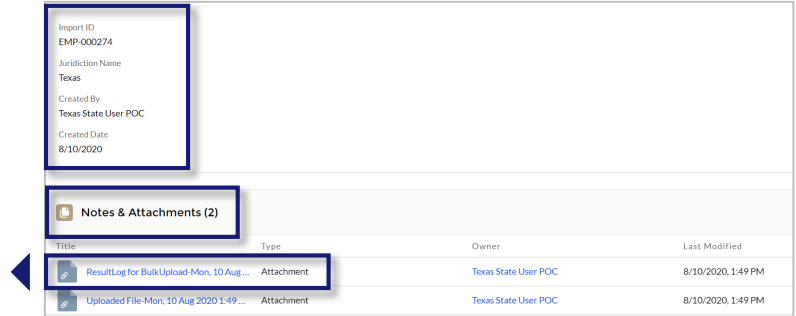 Import ID
EMP-000274
Juridiction Name
Texas
Created By
Texas State User POC
Created Date
8/10/2020
Notes & Attachments (2)
Title Type Owner Last Modified
ResultLog for BulkUpload-Mon, 10 Aug ... Attachment Texas State User POC 8/10/2020, 1:49 PM
Uploaded File-Mon, 10 Aug 2020 1:49 ... Attachment Texas State User POC 8/10/2020, 1:49 PM